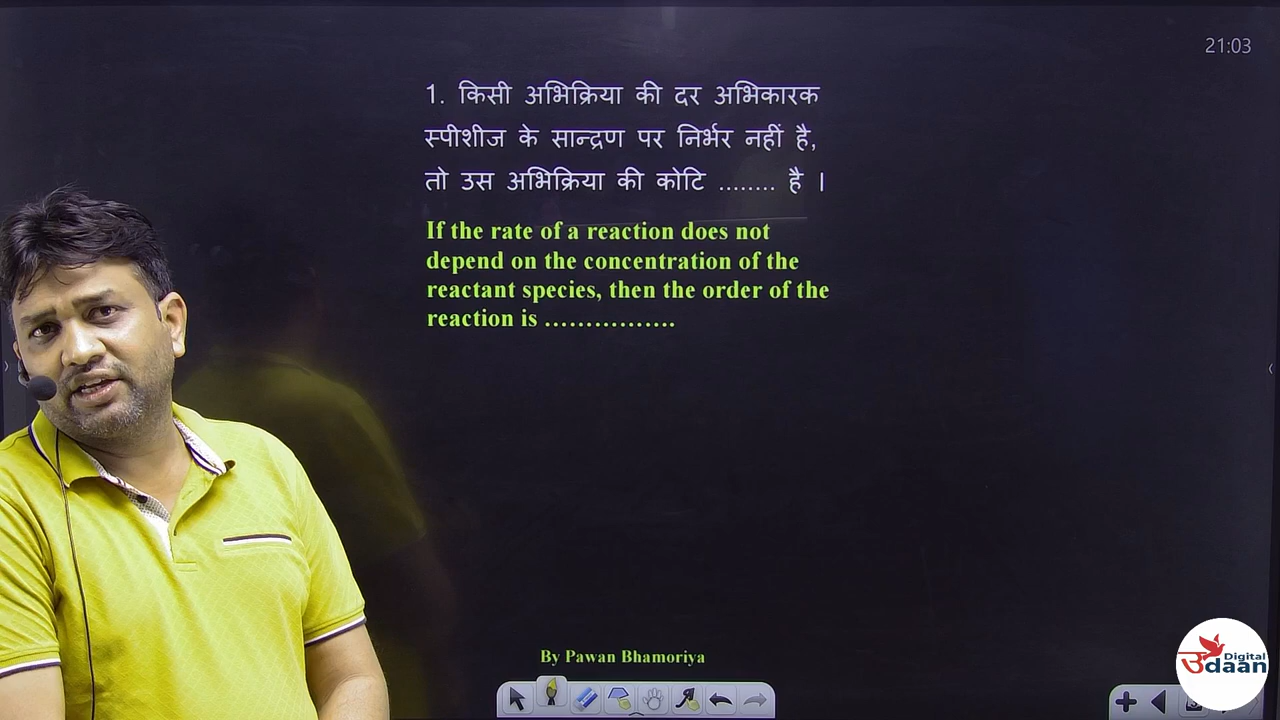 21:03
1. किसी अभिक्रिया की दर अभिकारक
स्पीशीज के सान्द्रण पर निर्भर नहीं है,
तो उस अभिक्रिया की कोटि ........ है ।
If the rate of a reaction does not
depend on the concentration of the
reactant species, then the order of the
reaction is …………….
By Pawan Bhamoriya
Digital
उdaan